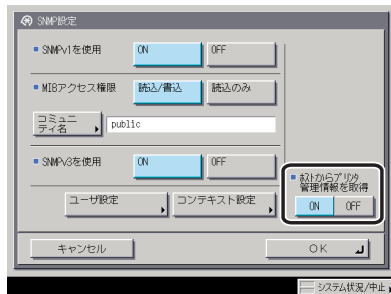 SNMP設定
SNMPv1を使用 ON OFF
MIBアクセス権限 読込/書込 読込のみ
コミュニ
ティ名 public
SNMPv3を使用 ON OFF
ホストからプリンタ
管理情報を取得
ON OFF
ユーザ設定 コンテキスト設定
キャンセル OK
システム状況/中止